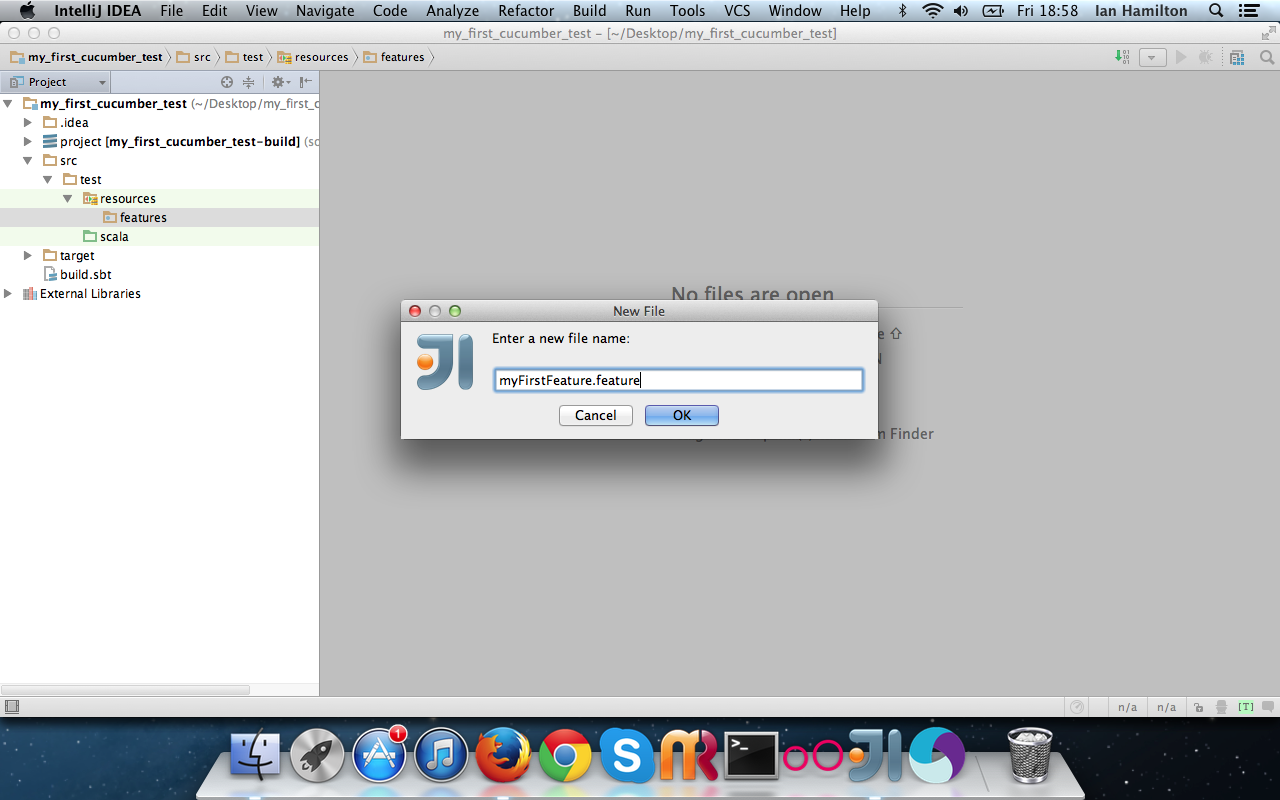 IntelliJ IDEA File Edit View Navigate Code Analyze Refactor Build Run Tools VCS Window Help Fri 18:58 Ian Hamilton
my_first_cucumber_test – [~/Desktop/my_first_cucumber_test]
my_first_cucumber_test src test resources features
Project
my_first_cucumber_test (~/Desktop/my_first_c
.idea
project [my_first_cucumber_test-build] (sc
src
test
resources
features
scala
target
build.sbt
External Libraries
No files are open
New File
Enter a new file name:
myFirstFeature.feature
Cancel OK
Finder
n/a n/a [T]
1